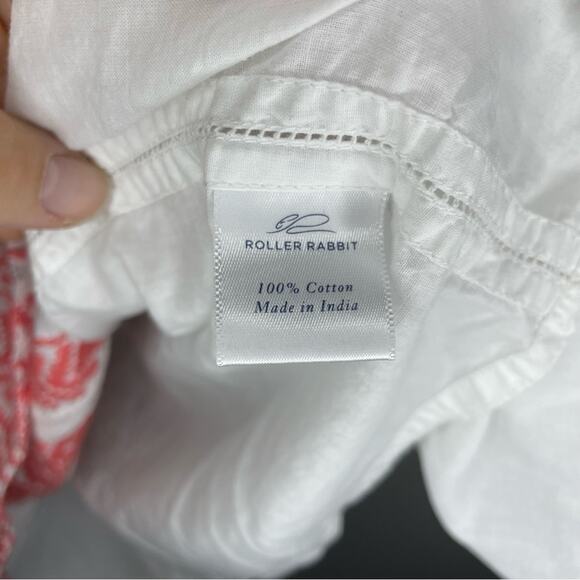 ROLLER RABBIT
100% Cotton
Made in India